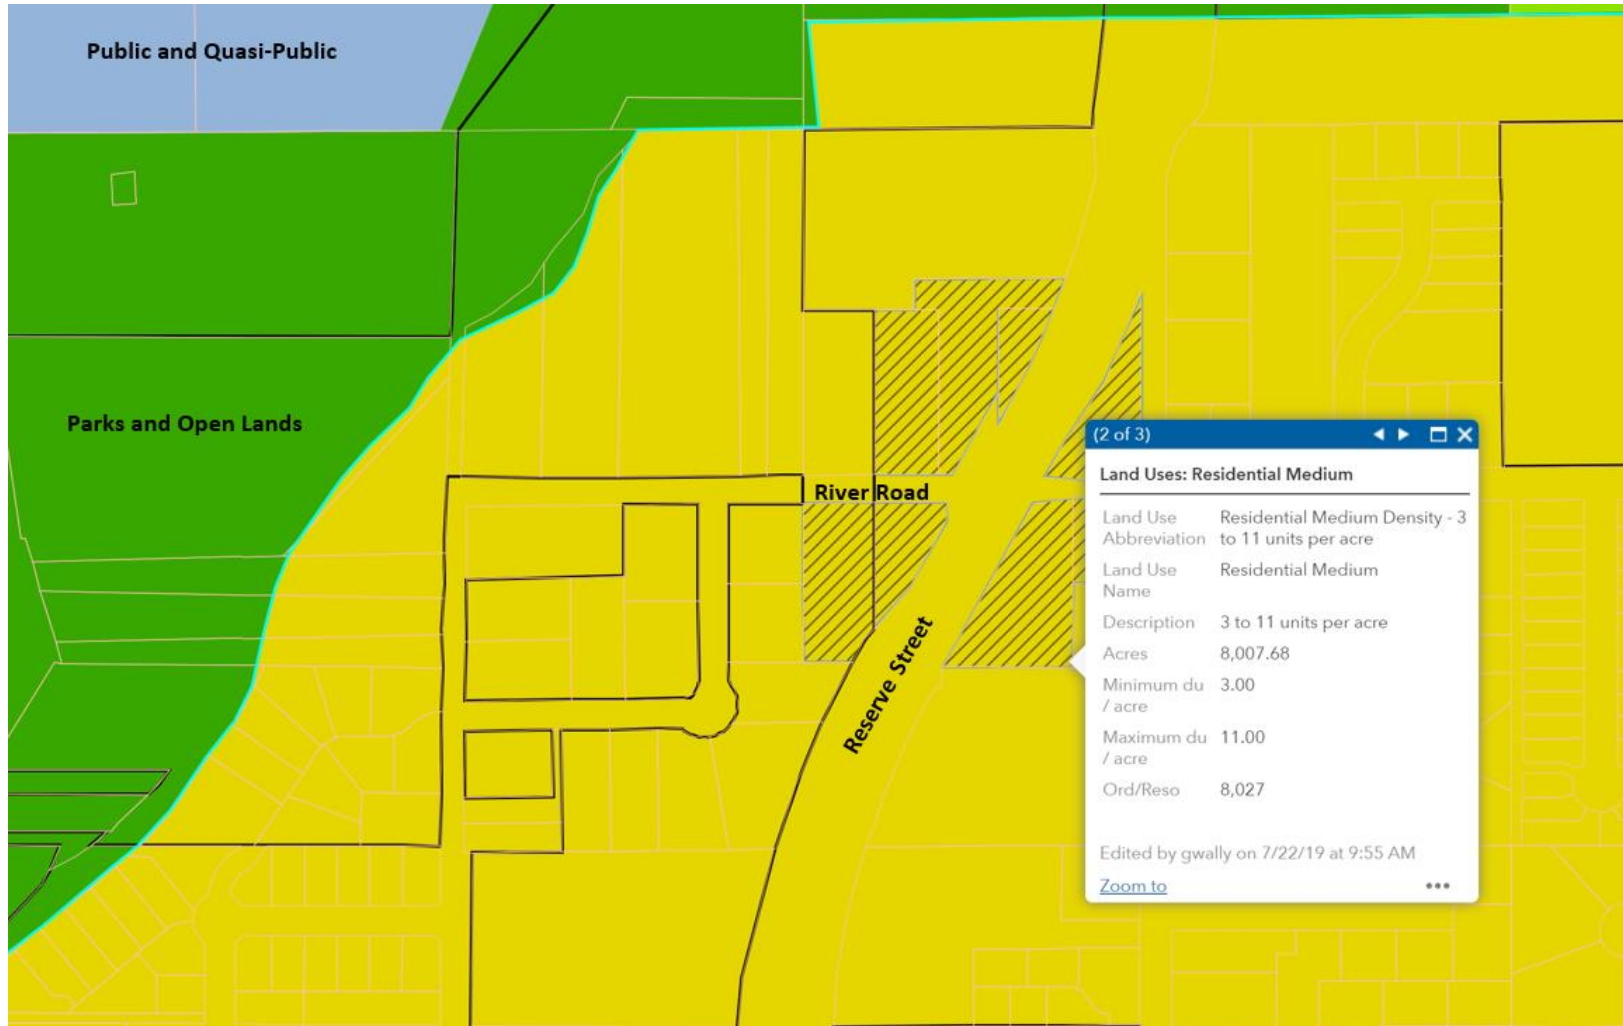 Public and Quasi-Public
Parks and Open Lands
River Road
Reserve Street
(2 of 3)
Land Uses: Residential Medium
Land Use Abbreviation
Residential Medium Density - 3
to 11 units per acre
Land Use Name
Residential Medium
Description 3 to 11 units per acre
Acres 8,007.68
Minimum du / acre
3.00
Maximum du / acre
11.00
Ord/Reso 8,027
Edited by gwally on 7/22/19 at 9:55 AM
Zoom to